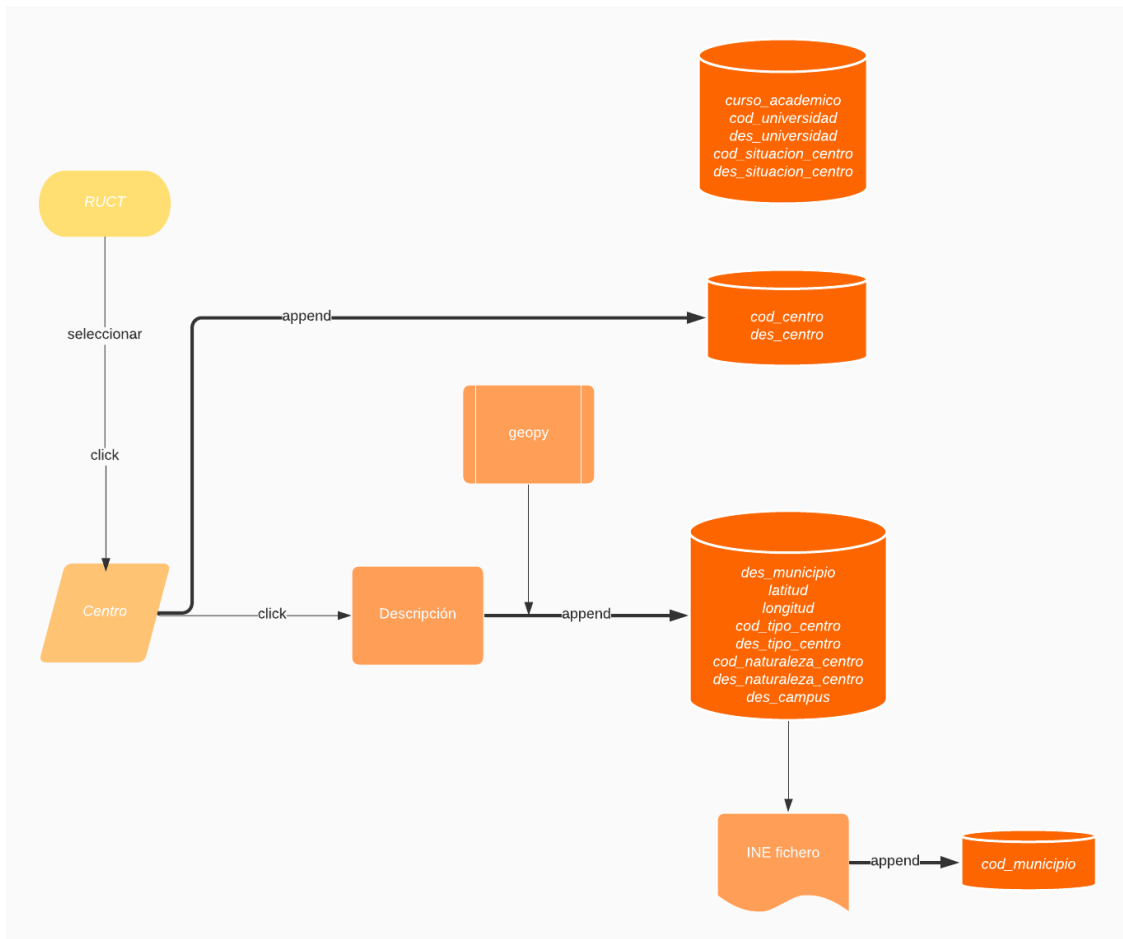 curso_academico
cod_universidad
des_universidad
cod_situacion_centro
des_situacion_centro
RUCT
seleccionar
append
cod_centro
des_centro
geopy
click
Centro
click
Descripción
append
des_municipio
latitud
longitud
cod_tipo_centro
des_tipo_centro
cod_naturaleza_centro
des_naturaleza_centro
des_campus
INE fichero
append
cod_municipio